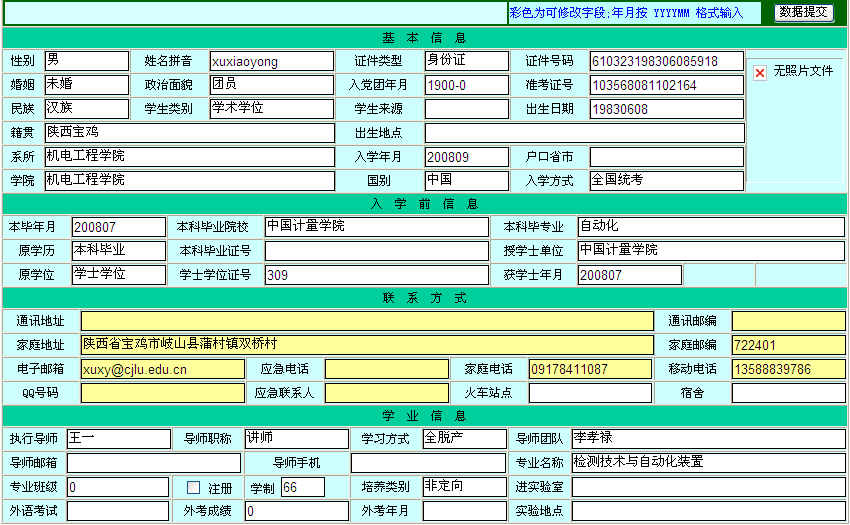 彩色为可修改字段;年月按 YYYYMM 格式输入 数据提交
基 本 信 息
性别 男 姓名拼音 xuxiaoyong 证件类型 身份证 证件号码 610323198306085918
无照片文件
婚姻 未婚 政治面貌 团员 入党团年月 1900-0 准考证号 103568081102164
民族 汉族 学生类别 学术学位 学生来源 出生日期 19830608
籍贯 陕西宝鸡 出生地点
系所 机电工程学院 入学年月 200809 户口省市
学院 机电工程学院 国别 中国 入学方式 全国统考
入 学 前 信 息
本毕年月 200807 本科毕业院校 中国计量学院 本科毕专业 自动化
原学历 本科毕业 本科毕业证号 授学士单位 中国计量学院
原学位 学士学位 学士学位证号 309 获学士年月 200807
联 系 方 式
通讯地址 通讯邮编
家庭地址 陕西省宝鸡市岐山县蒲村镇双桥村 家庭邮编 722401
电子邮箱 xuxy@cjlu.edu.cn 应急电话 家庭电话 09178411087 移动电话 13588839786
QQ号码 应急联系人 火车站点 宿舍
学 业 信 息
执行导师 王一 导师职称 讲师 学习方式 全脱产 导师团队 李孝禄
导师邮箱 导师手机 专业名称 检测技术与自动化装置
专业班级 0 注册 学制 66 培养类别 非定向 进实验室
外语考试 外考成绩 0 外考年月 实验地点